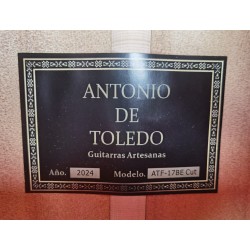 ANTONIO
DE
TOLEDO
Guitarras Artesanas
Año. 2024 Modelo. ATF-17BE Cut